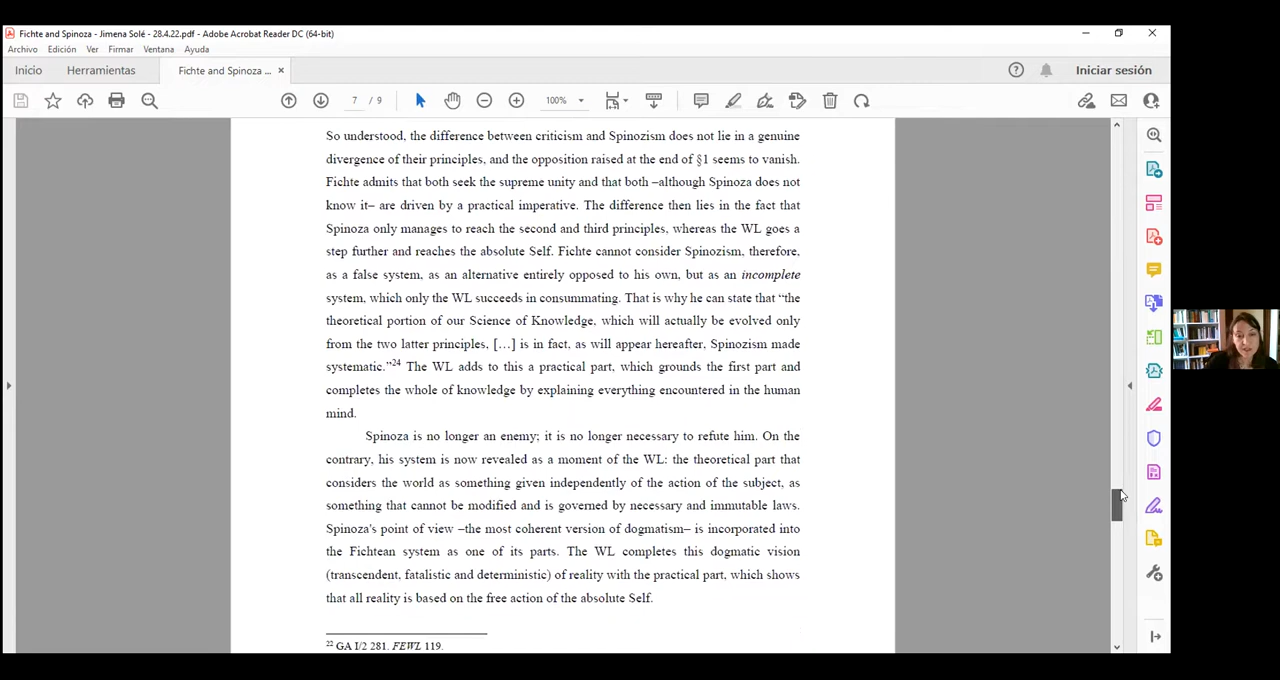 Fichte and Spinoza - Jimena Solé - 28.4.22.pdf - Adobe Acrobat Reader DC (64-bit)
Archivo Edición Ver Firmar Ventana Ayuda
Inicio Herramientas Fichte and Spinoza ... × Iniciar sesión
7 / 9 100%
So understood, the difference between criticism and Spinozism does not lie in a genuine
divergence of their principles, and the opposition raised at the end of §1 seems to vanish.
Fichte admits that both seek the supreme unity and that both –although Spinoza does not
know it– are driven by a practical imperative. The difference then lies in the fact that
Spinoza only manages to reach the second and third principles, whereas the WL goes a
step further and reaches the absolute Self. Fichte cannot consider Spinozism, therefore,
as a false system, as an alternative entirely opposed to his own, but as an incomplete
system, which only the WL succeeds in consummating. That is why he can state that “the
theoretical portion of our Science of Knowledge, which will actually be evolved only
from the two latter principles, […] is in fact, as will appear hereafter, Spinozism made
systematic.”24 The WL adds to this a practical part, which grounds the first part and
completes the whole of knowledge by explaining everything encountered in the human
mind.
Spinoza is no longer an enemy; it is no longer necessary to refute him. On the
contrary, his system is now revealed as a moment of the WL: the theoretical part that
considers the world as something given independently of the action of the subject, as
something that cannot be modified and is governed by necessary and immutable laws.
Spinoza's point of view –the most coherent version of dogmatism– is incorporated into
the Fichtean system as one of its parts. The WL completes this dogmatic vision
(transcendent, fatalistic and deterministic) of reality with the practical part, which shows
that all reality is based on the free action of the absolute Self.
22 GA I/2 281. FEWL 119.